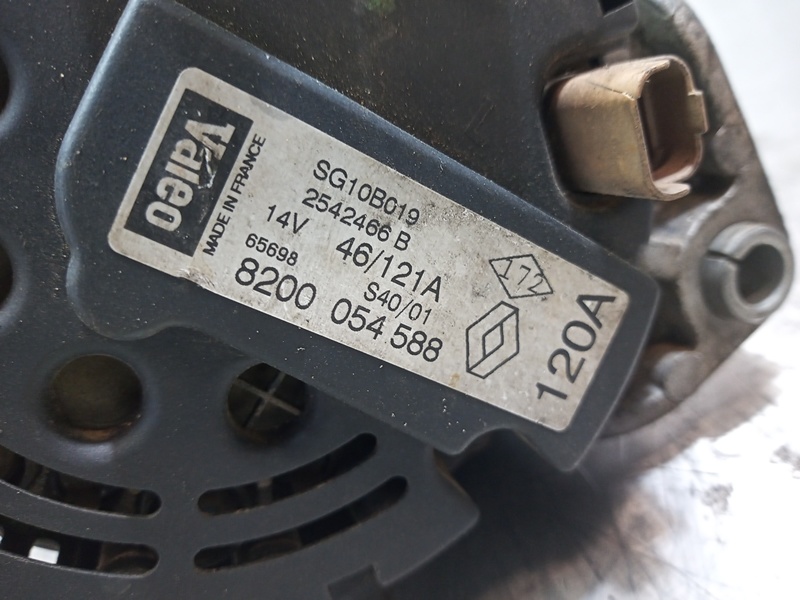 Valeo
MADE IN FRANCE
SG10B019
2542466 B
14V 46/121A
65698 S40/01
8200 054 588
172
120A